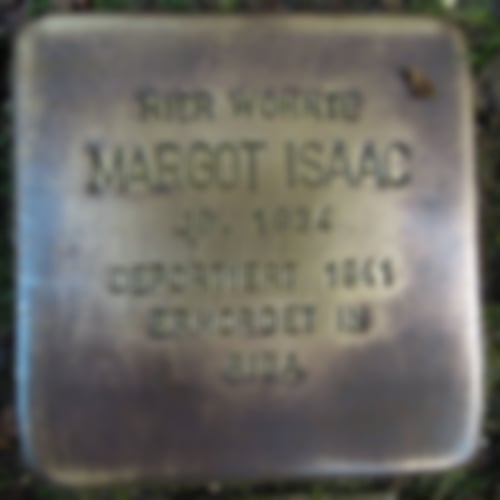 HIER WOHNTE
MARGOT ISAAC
JG. 1934
DEPORTIERT 1941
ERMORDET IN
RIGA